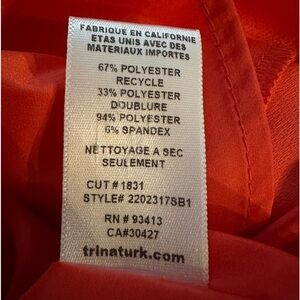 FABRIQUE EN CALIFORNIE
ETAS UNIS AVEC DES
MATERIAUX IMPORTES
67% POLYESTER
RECYCLE
33% POLYESTER
DOUBLURE
94% POLYESTER
6% SPANDEX
NETTOYAGE A SEC
SEULEMENT
CUT # 1831
STYLE# 2202317SB1
RN # 93413
CA#30427
trinaturk.com